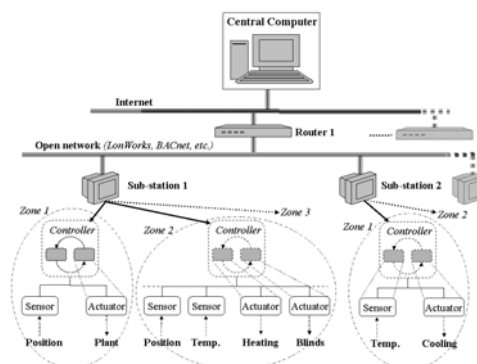 Central Computer
Internet
Router 1
Open network (LonWorks, BACnet, etc.)
Sub-station 1
Sub-station 2
Zone 1
Zone 2
Zone 3
Zone 1
Zone 2
Controller
Controller
Controller
Sensor
Actuator
Sensor
Sensor
Actuator
Actuator
Sensor
Actuator
Position
Plant
Position
Temp.
Heating
Blinds
Temp.
Cooling